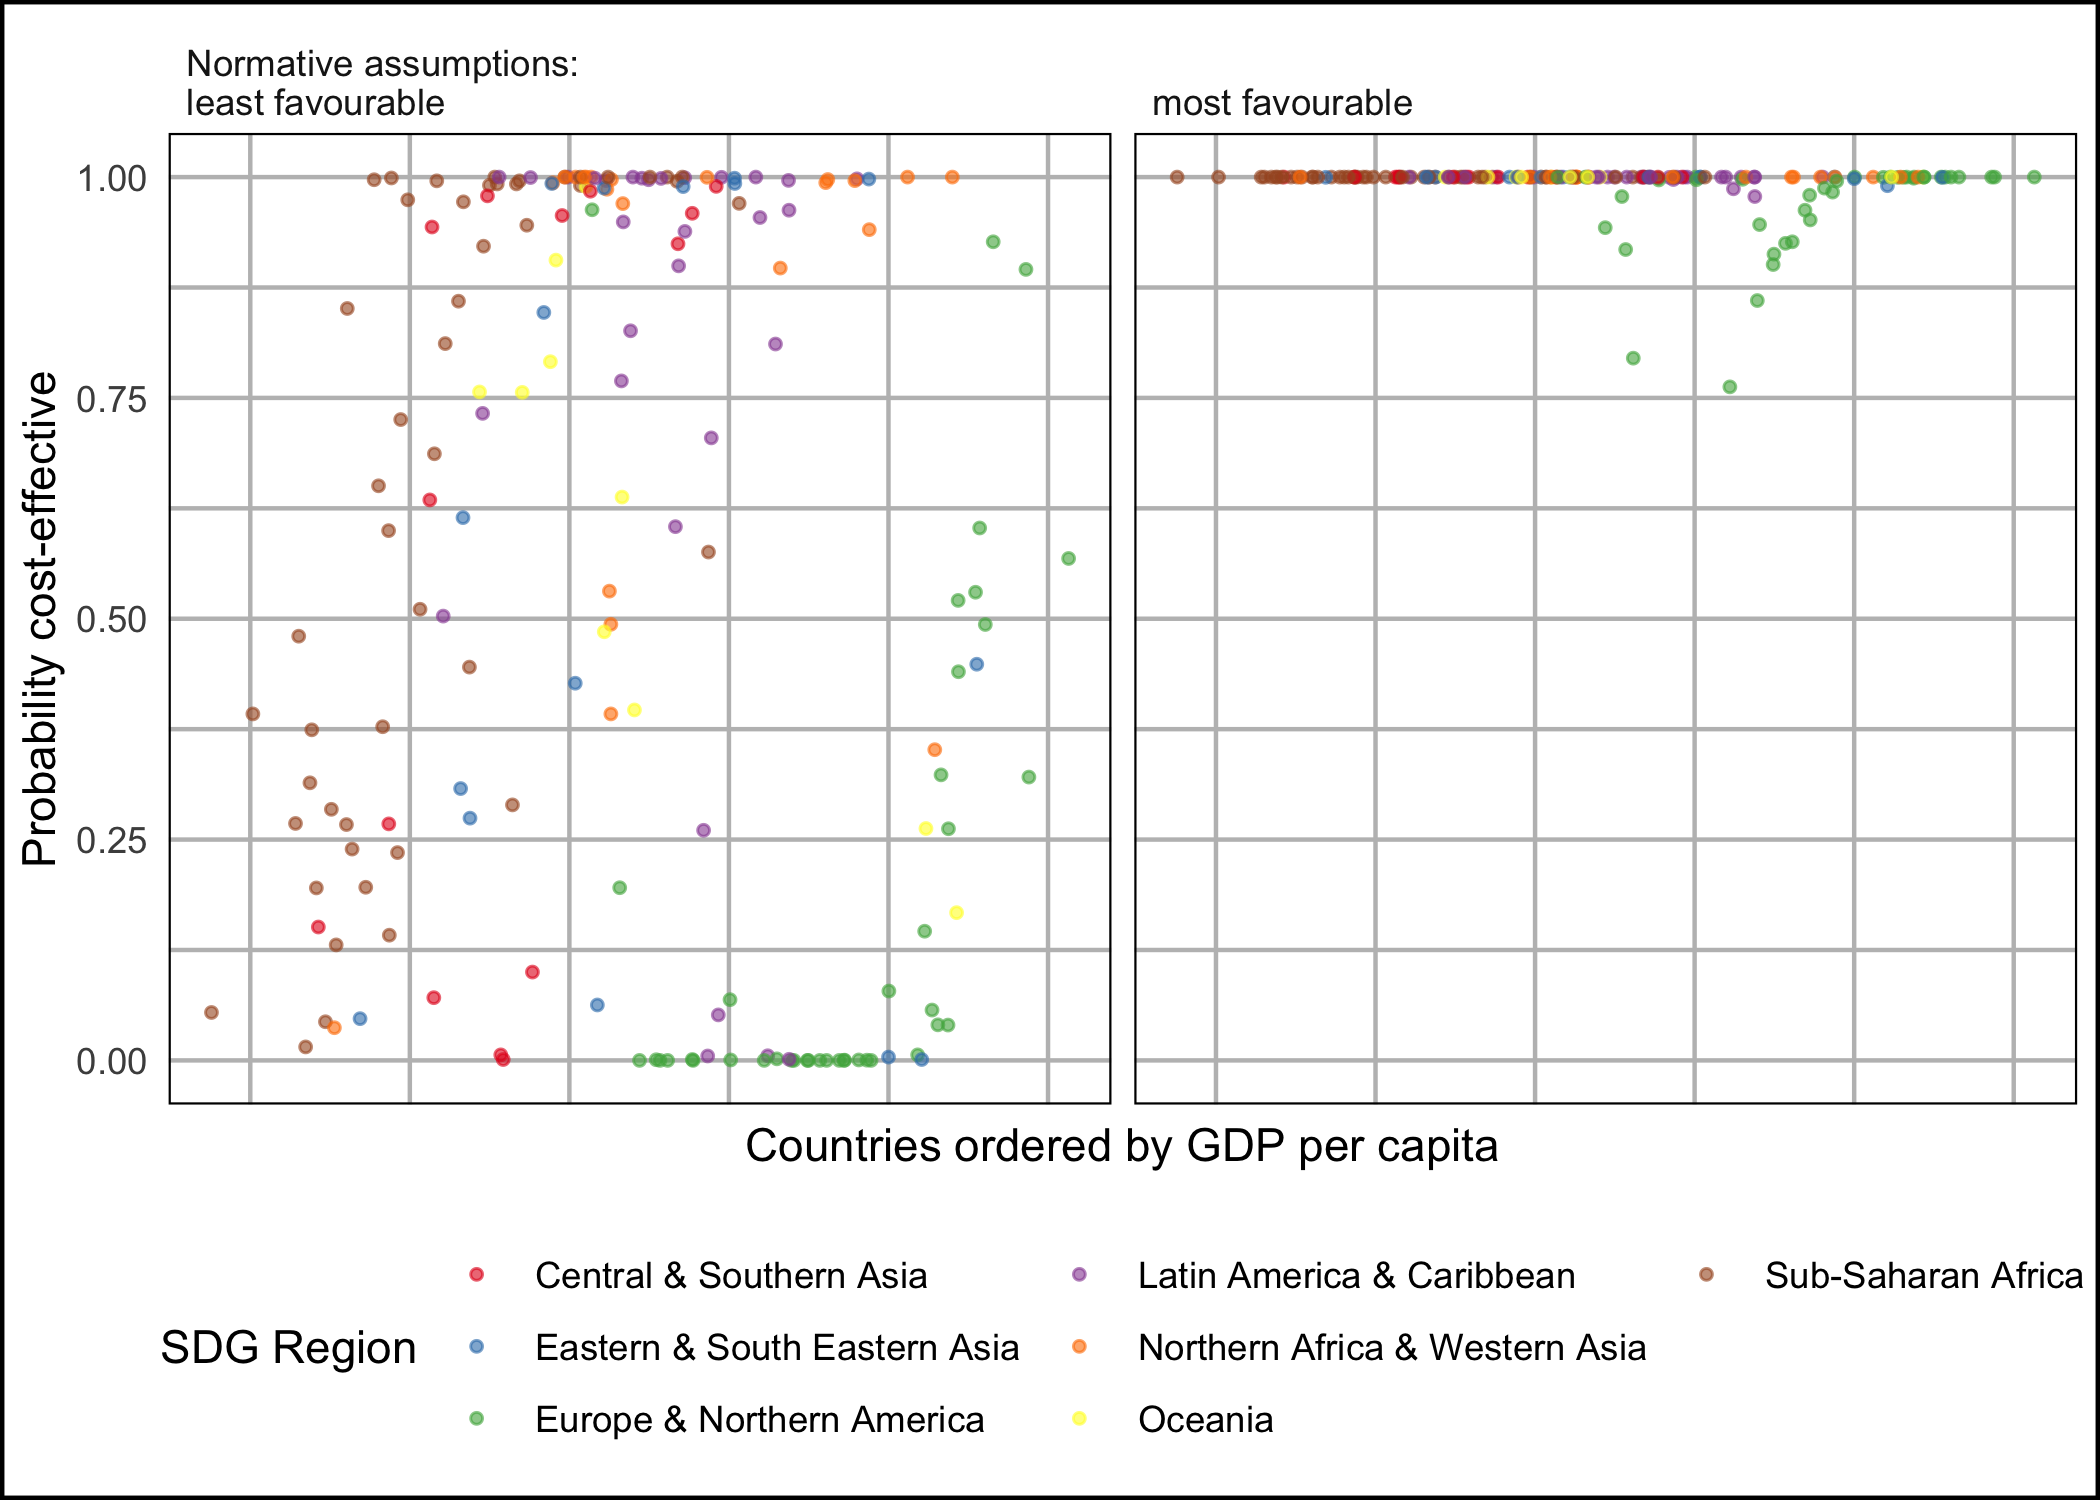 Normative assumptions:
least favourable
most favourable
1.00
0.75
0.50
0.25
0.00
Probability cost-effective
Countries ordered by GDP per capita
SDG Region
Central & Southern Asia
Eastern & South Eastern Asia
Europe & Northern America
Latin America & Caribbean
Northern Africa & Western Asia
Oceania
Sub-Saharan Africa